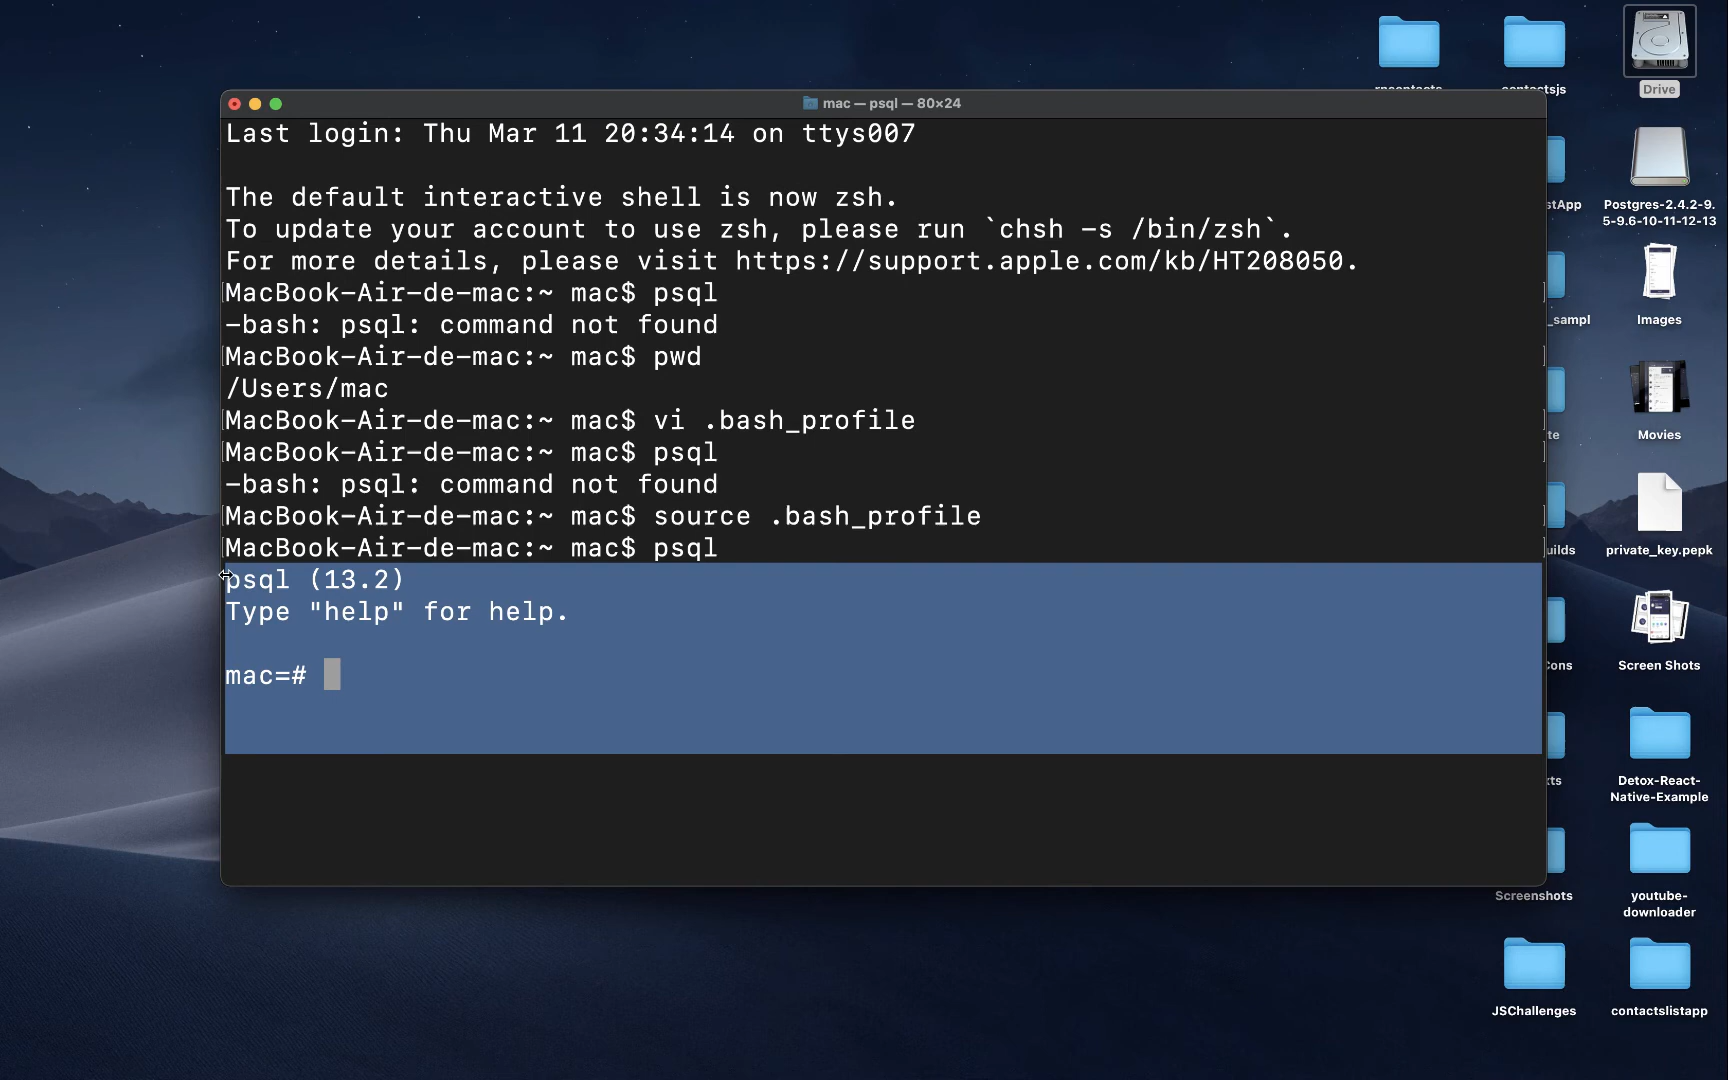 mac — psql — 80×24
Last login: Thu Mar 11 20:34:14 on ttys007
The default interactive shell is now zsh.
To update your account to use zsh, please run `chsh -s /bin/zsh`.
For more details, please visit https://support.apple.com/kb/HT208050.
[MacBook-Air-de-mac:~ mac$ psql ]
-bash: psql: command not found
[MacBook-Air-de-mac:~ mac$ pwd ]
/Users/mac
[MacBook-Air-de-mac:~ mac$ vi .bash_profile ]
[MacBook-Air-de-mac:~ mac$ psql ]
-bash: psql: command not found
[MacBook-Air-de-mac:~ mac$ source .bash_profile ]
[MacBook-Air-de-mac:~ mac$ psql ]
psql (13.2)
Type "help" for help.
mac=#
Drive
Postgres-2.4.2-9.
5-9.6-10-11-12-13
Images
Movies
private_key.pepk
Screen Shots
Detox-React-
Native-Example
Screenshots
youtube-
downloader
JSChallenges
contactslistapp